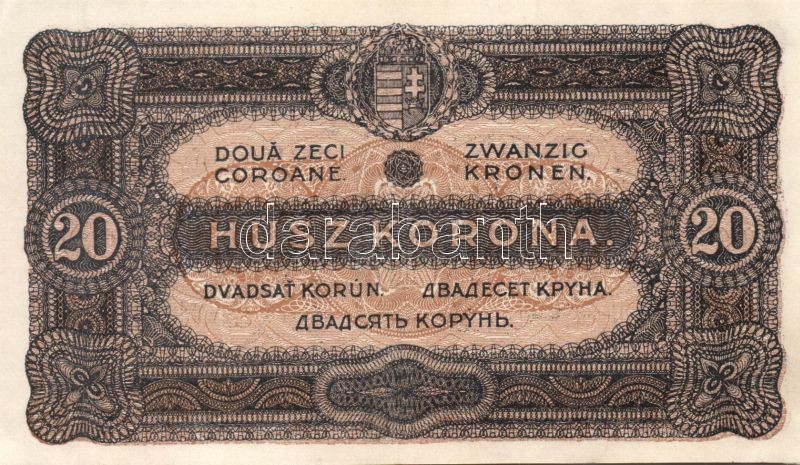 DOUĂ ZECI
COROANE.
ZWANZIG
KRONEN.
20
HUSZ KORONA.
20
darabanth
DVADSAŤ KORÚN.
ДВАДЕСЕТ КРУНА.
ДВАДСЯТЬ КОРУНЬ.